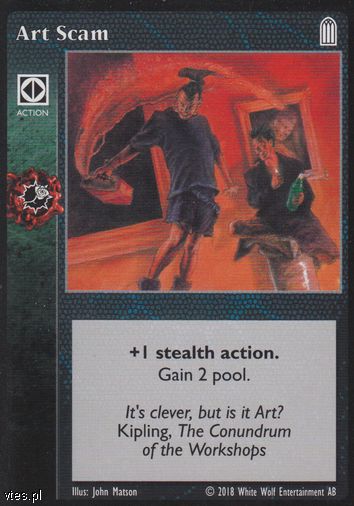 Art Scam
ACTION
+1 stealth action.
Gain 2 pool.
It's clever, but is it Art?
Kipling, The Conundrum
of the Workshops
Illus: John Matson
© 2018 White Wolf Entertainment AB
vtes.pl